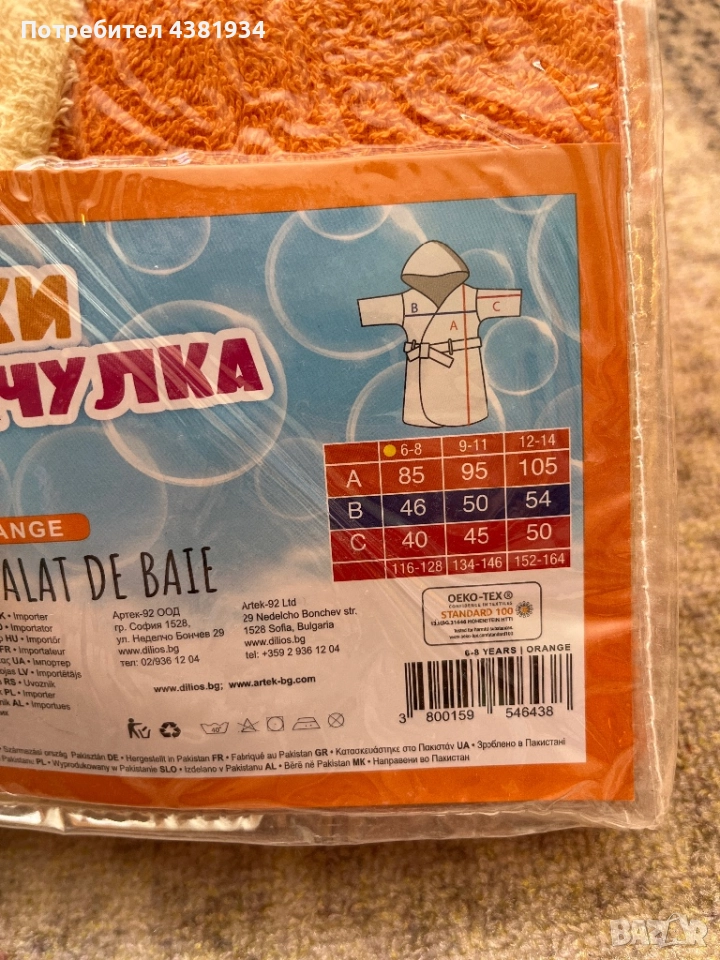 Потребител 4381934
КИ
ЧУЛКА
B
A
C
6-8 9-11 12-14
A 85 95 105
B 46 50 54
C 40 45 50
116-128 134-146 152-164
ANGE
ALAT DE BAIE
OEKO-TEX®
STANDARD 100
6-8 YEARS | ORANGE
3 800159 546438
- Importer
- Importator
HU - Importőr
FR - Importateur
UA - Імпортер
LV - Importētājs
RS - Uvoznik
PL - Importer
AL - Importues
Артек-92 ООД
гр. София 1528,
ул. Неделчо Бончев 29
www.dilios.bg
тел: 02/936 12 04
Artek-92 Ltd
29 Nedelcho Bonchev str.
1528 Sofia, Bulgaria
www.dilios.bg
tel: +359 2 936 12 04
www.dilios.bg; www.artek-bg.com
Származási ország: Pakisztán DE - Hergestellt in Pakistan FR - Fabriqué au Pakistan GR - Κατασκευάστηκε στο Πακιστάν UA - Зроблено в Пакистані
Pakistanu PL - Wyprodukowany w Pakistanie SLO - Izdelano v Pakistanu AL - Bërë në Pakistan MK - Направени во Пакистан
BAZAR